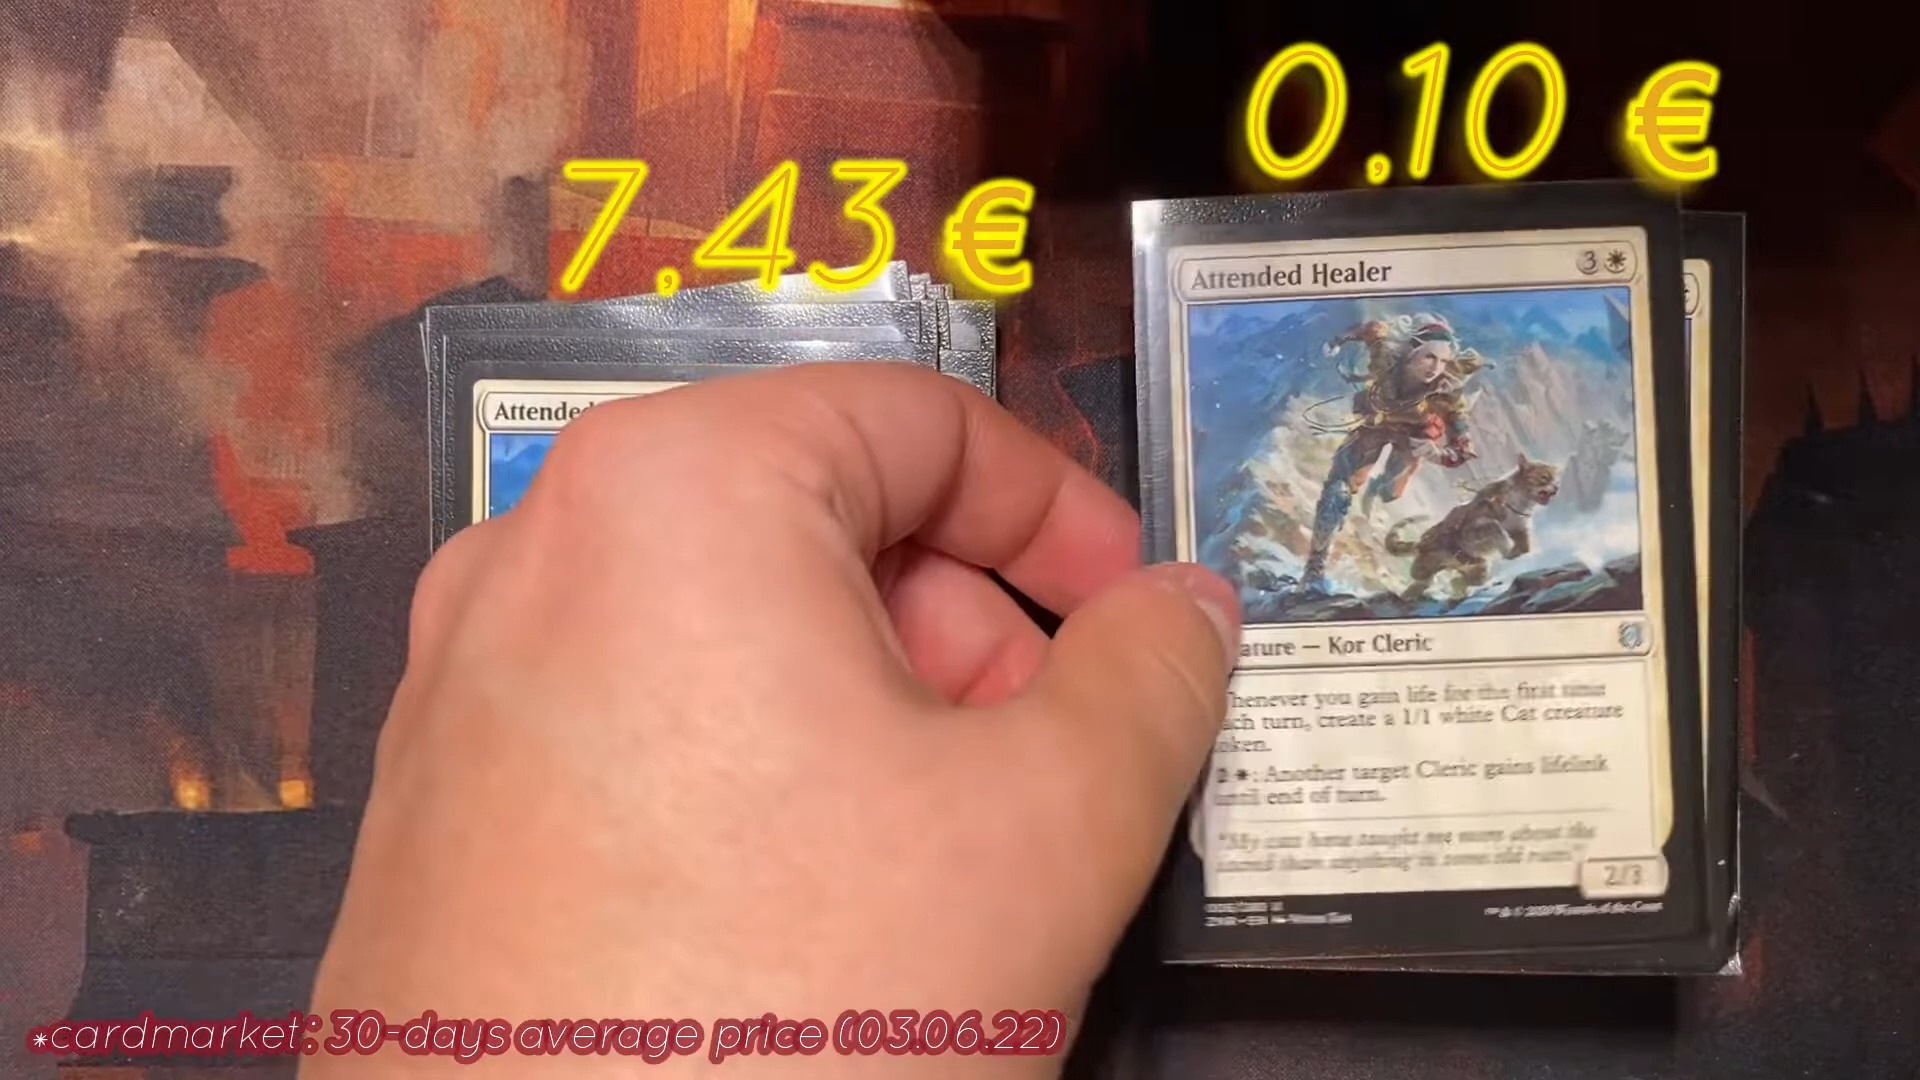 0,10 €
7,43 €
Attended Healer
3
Attended
ature — Kor Cleric
henever you gain life for the first time
ach turn, create a 1/1 white Cat creature
oken.
: Another target Cleric gains lifelink
until end of turn.
2/3
*cardmarket: 30-days average price (03.06.22)